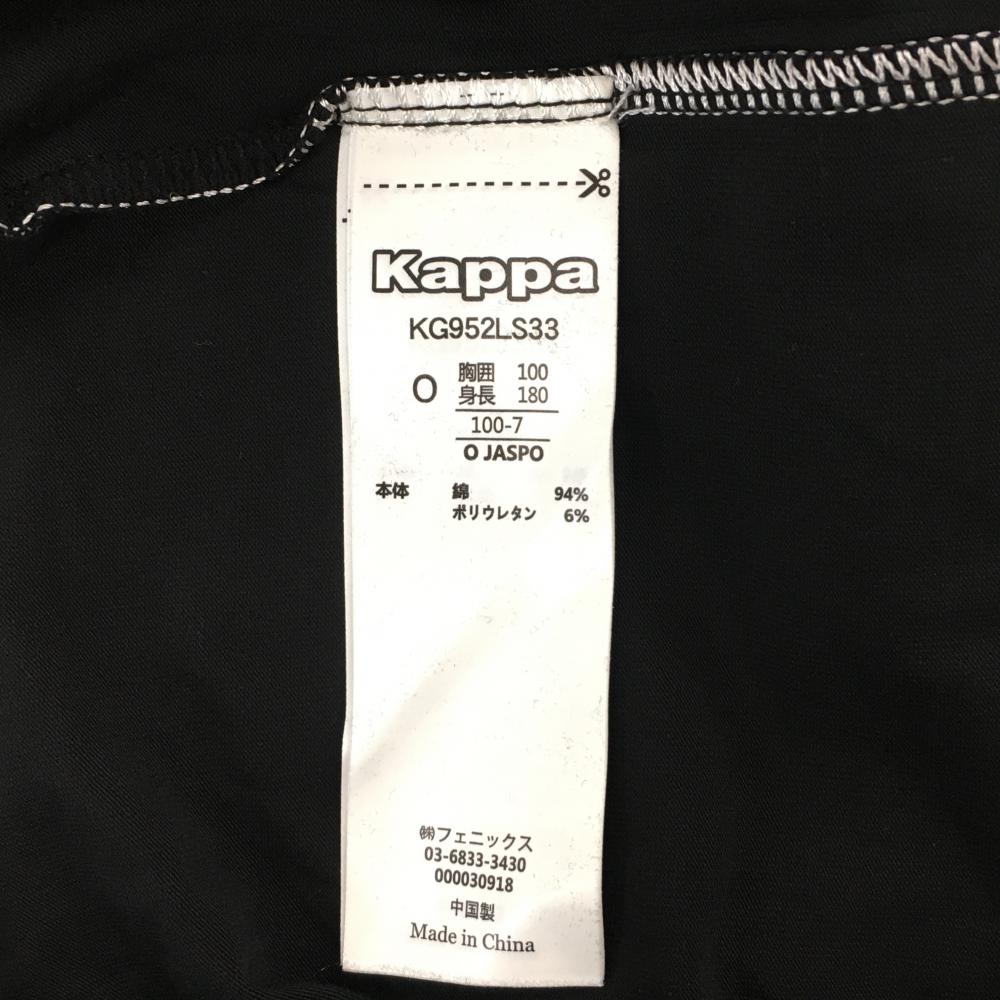 Kappa
KG952LS33
O 胸囲 100
身長 180
100-7
O JASPO
本体 綿 94%
ポリウレタン 6%
㈱フェニックス
03-6833-3430
000030918
中国製
Made in China